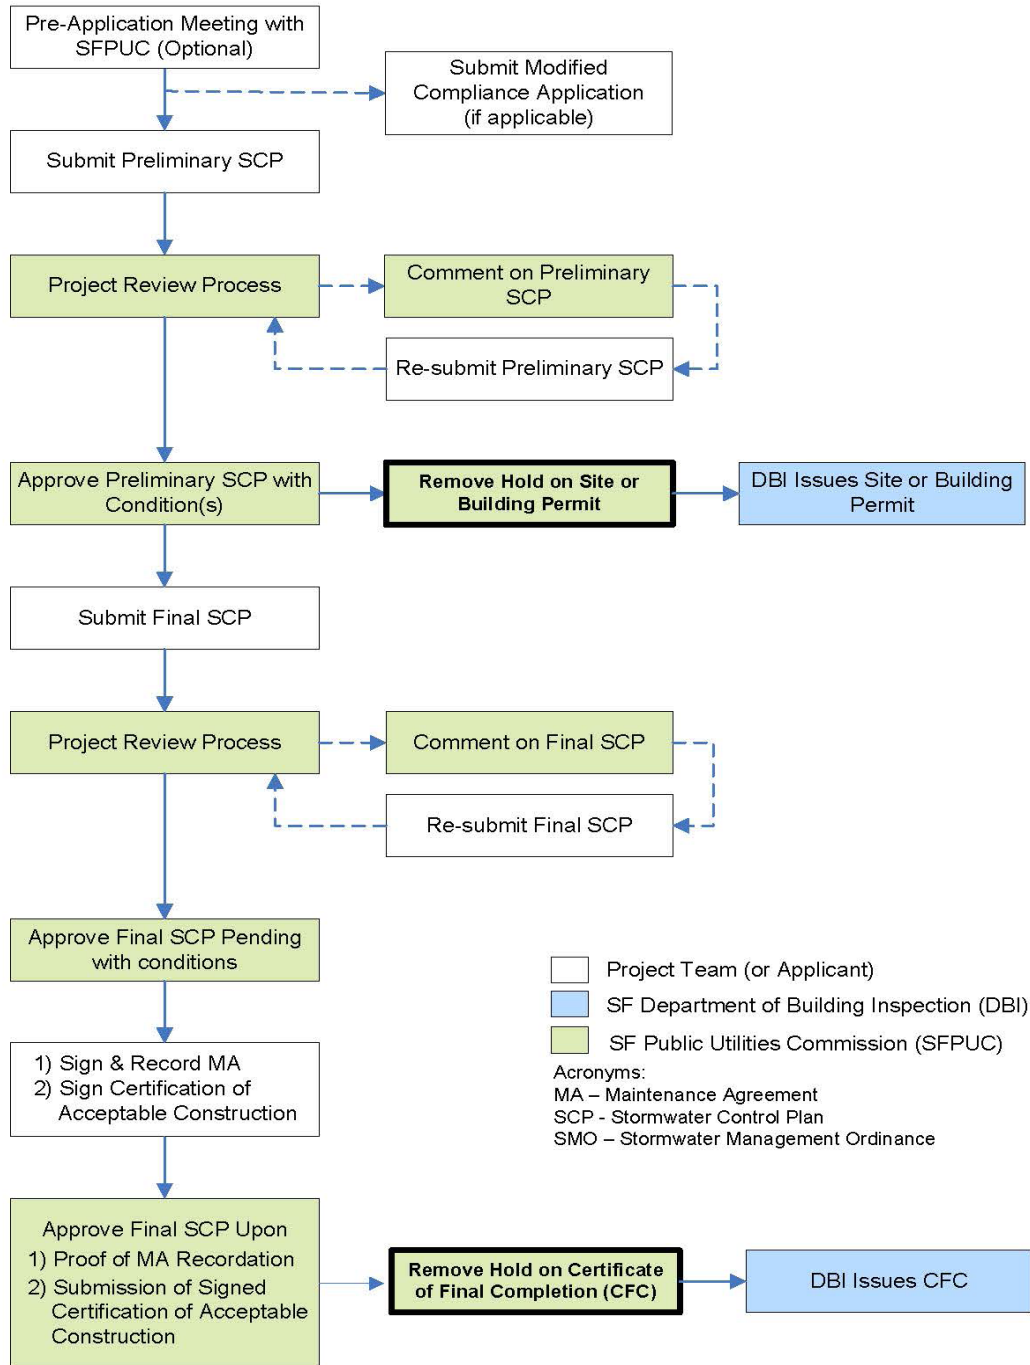 Pre-Application Meeting with
SFPUC (Optional)
Submit Modified
Compliance Application
(if applicable)
Submit Preliminary SCP
Project Review Process
Comment on Preliminary
SCP
Re-submit Preliminary SCP
Approve Preliminary SCP with
Condition(s)
Remove Hold on Site or
Building Permit
DBI Issues Site or Building
Permit
Submit Final SCP
Project Review Process
Comment on Final SCP
Re-submit Final SCP
Approve Final SCP Pending
with conditions
Project Team (or Applicant)
SF Department of Building Inspection (DBI)
SF Public Utilities Commission (SFPUC)
Acronyms:
MA – Maintenance Agreement
SCP - Stormwater Control Plan
SMO – Stormwater Management Ordinance
1) Sign & Record MA
2) Sign Certification of
Acceptable Construction
Approve Final SCP Upon
1) Proof of MA Recordation
2) Submission of Signed
Certification of Acceptable
Construction
Remove Hold on Certificate
of Final Completion (CFC)
DBI Issues CFC